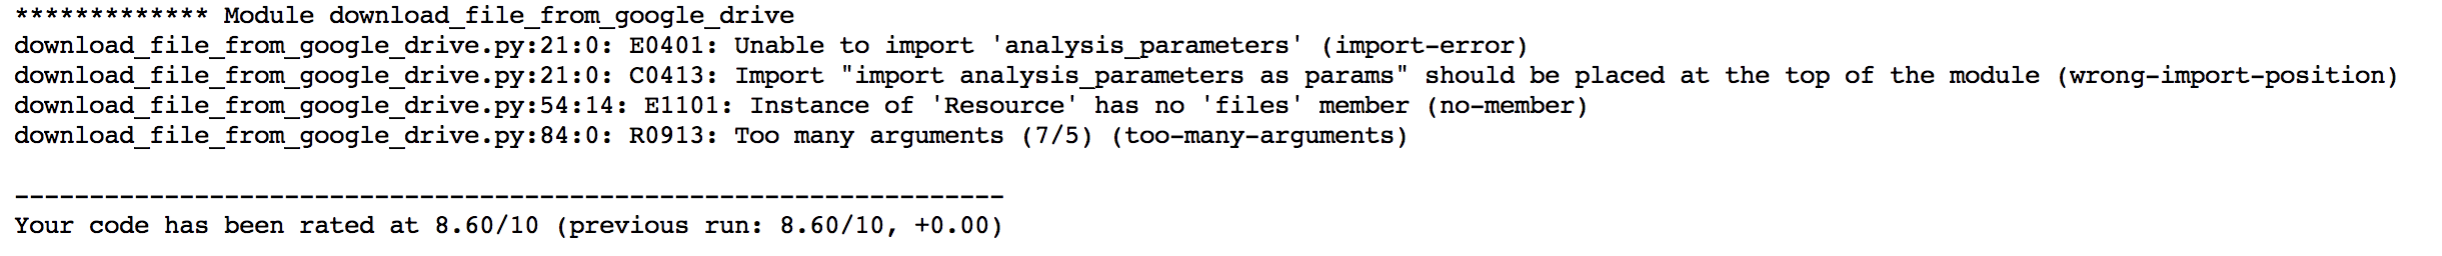 ************* Module download_file_from_google_drive
download_file_from_google_drive.py:21:0: E0401: Unable to import 'analysis_parameters' (import-error)
download_file_from_google_drive.py:21:0: C0413: Import "import analysis_parameters as params" should be placed at the top of the module (wrong-import-position)
download_file_from_google_drive.py:54:14: E1101: Instance of 'Resource' has no 'files' member (no-member)
download_file_from_google_drive.py:84:0: R0913: Too many arguments (7/5) (too-many-arguments)
------------------------------------------------------------------
Your code has been rated at 8.60/10 (previous run: 8.60/10, +0.00)